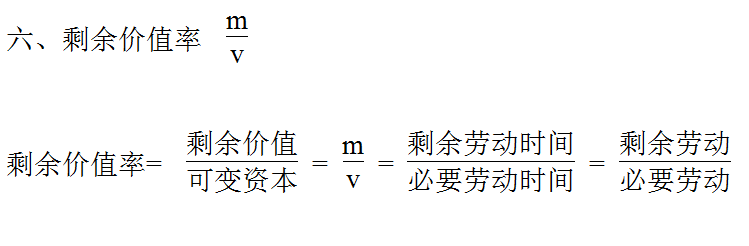 六、剩余价值率 m/v
剩余价值率= 剩余价值/可变资本 = m/v = 剩余劳动时间/必要劳动时间 = 剩余劳动/必要劳动